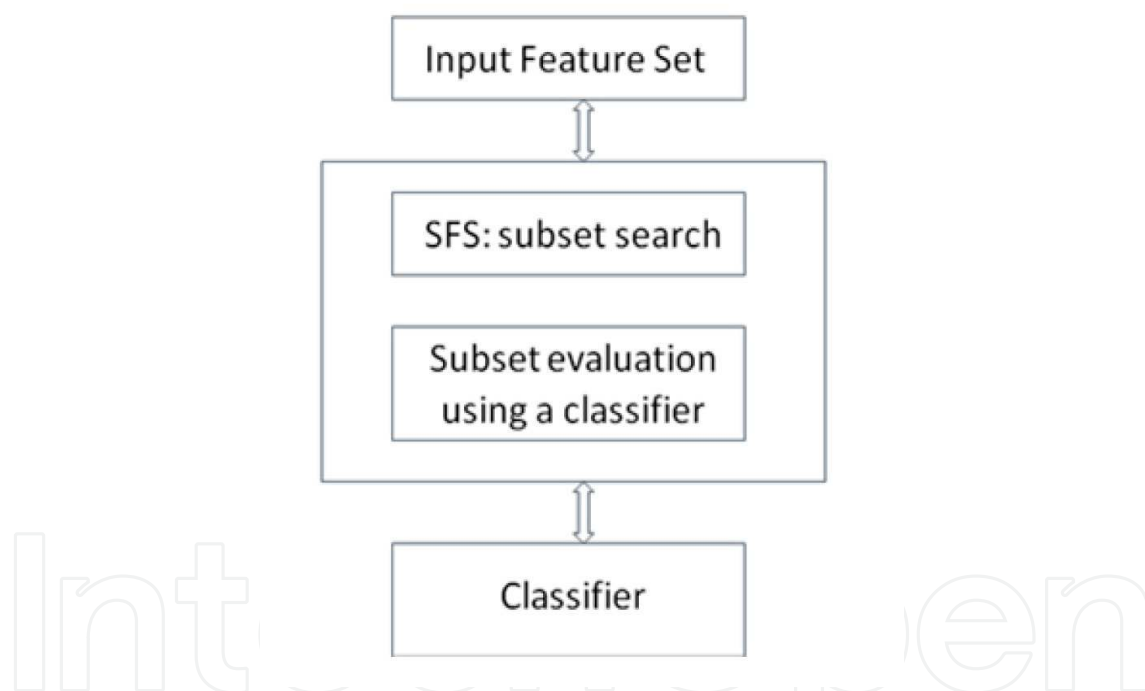 Input Feature Set
SFS: subset search
Subset evaluation
using a classifier
Classifier